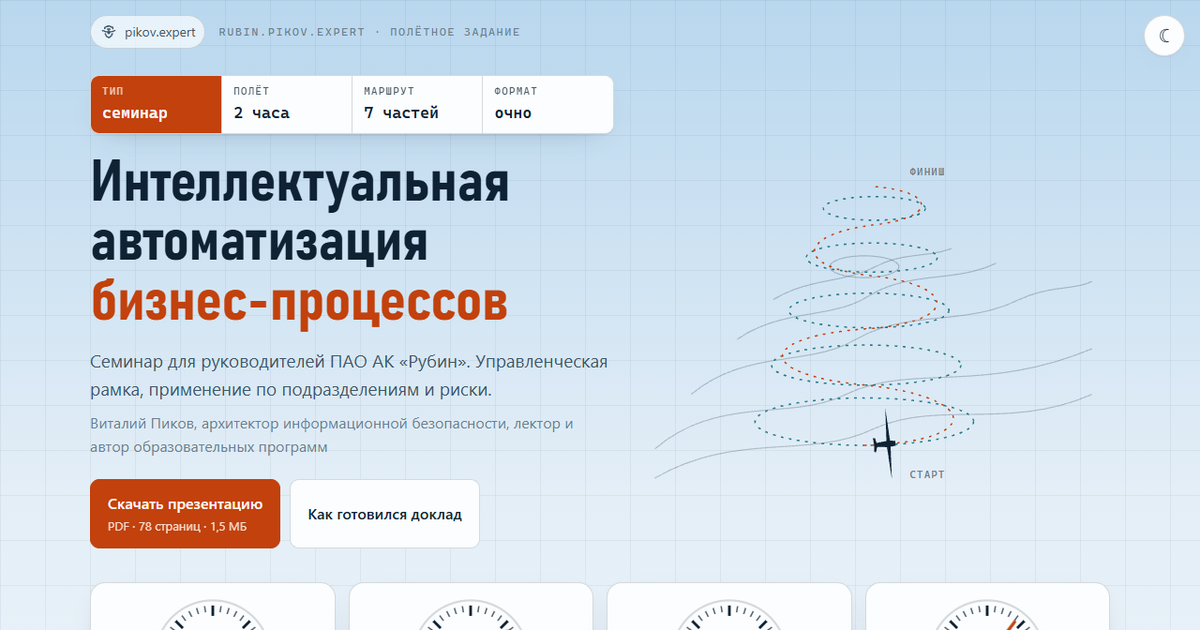 pikov.expert
RUBIN.PIKOV.EXPERT · ПОЛЁТНОЕ ЗАДАНИЕ
ТИП
семинар
ПОЛЁТ
2 часа
МАРШРУТ
7 частей
ФОРМАТ
очно
Интеллектуальная
автоматизация
бизнес-процессов
Семинар для руководителей ПАО АК «Рубин». Управленческая
рамка, применение по подразделениям и риски.
Виталий Пиков, архитектор информационной безопасности, лектор и
автор образовательных программ
Скачать презентацию
PDF · 78 страниц · 1,5 МБ
Как готовился доклад
ФИНИШ
СТАРТ